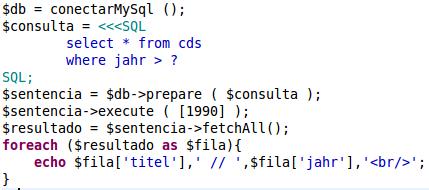 $db = conectarMySql ();
$consulta = <<<SQL
        select * from cds
        where jahr > ?
SQL;
$sentencia = $db->prepare ( $consulta );
$sentencia->execute ( [1990] );
$resultado = $sentencia->fetchAll();
foreach ($resultado as $fila){
    echo $fila['titel'],' // ',$fila['jahr'],'<br/>';
}